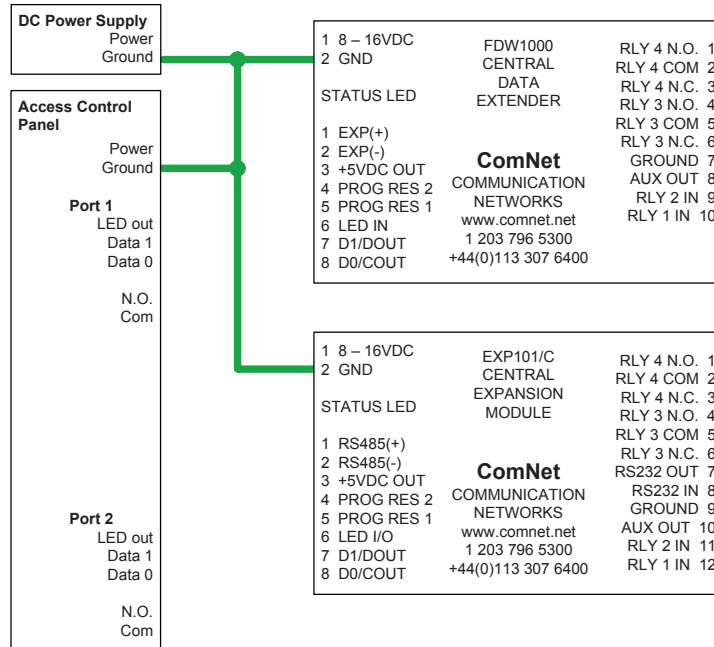 DC Power Supply
Power
Ground
Access Control
Panel
Power
Ground
Port 1
LED out
Data 1
Data 0
N.O.
Com
Port 2
LED out
Data 1
Data 0
N.O.
Com
1 8 – 16VDC
2 GND
STATUS LED
1 EXP(+)
2 EXP(-)
3 +5VDC OUT
4 PROG RES 2
5 PROG RES 1
6 LED IN
7 D1/DOUT
8 D0/COUT
FDW1000
CENTRAL
DATA
EXTENDER
ComNet
COMMUNICATION
NETWORKS
www.comnet.net
1 203 796 5300
+44(0)113 307 6400
RLY 4 N.O. 1
RLY 4 COM 2
RLY 4 N.C. 3
RLY 3 N.O. 4
RLY 3 COM 5
RLY 3 N.C. 6
GROUND 7
AUX OUT 8
RLY 2 IN 9
RLY 1 IN 10
1 8 – 16VDC
2 GND
STATUS LED
1 RS485(+)
2 RS485(-)
3 +5VDC OUT
4 PROG RES 2
5 PROG RES 1
6 LED I/O
7 D1/DOUT
8 D0/COUT
EXP101/C
CENTRAL
EXPANSION
MODULE
ComNet
COMMUNICATION
NETWORKS
www.comnet.net
1 203 796 5300
+44(0)113 307 6400
RLY 4 N.O. 1
RLY 4 COM 2
RLY 4 N.C. 3
RLY 3 N.O. 4
RLY 3 COM 5
RLY 3 N.C. 6
RS232 OUT 7
RS232 IN 8
GROUND 9
AUX OUT 10
RLY 2 IN 11
RLY 1 IN 12